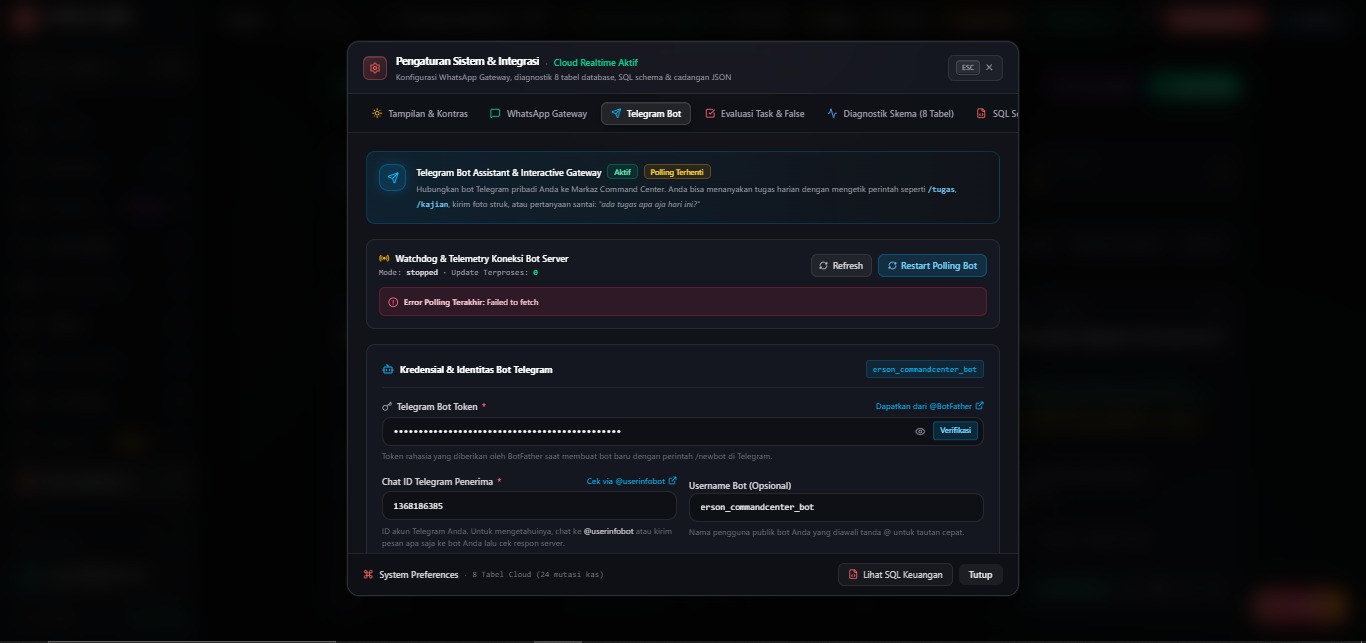 Pengaturan Sistem & Integrasi · Cloud Realtime Aktif
Konfigurasi WhatsApp Gateway, diagnostik 8 tabel database, SQL schema & cadangan JSON
ESC ×
Tampilan & Kontras WhatsApp Gateway Telegram Bot Evaluasi Task & False Diagnostik Skema (8 Tabel) SQL S
Telegram Bot Assistant & Interactive Gateway Aktif Polling Terhenti
Hubungkan bot Telegram pribadi Anda ke Markaz Command Center. Anda bisa menanyakan tugas harian dengan mengetik perintah seperti /tugas,
/kajian, kirim foto struk, atau pertanyaan santai: "ada tugas apa aja hari ini?"
Watchdog & Telemetry Koneksi Bot Server
Mode: stopped · Update Terproses: 0
Refresh
Restart Polling Bot
Error Polling Terakhir: Failed to fetch
Kredensial & Identitas Bot Telegram
erson_commandcenter_bot
Telegram Bot Token *
Dapatkan dari @BotFather
••••••••••••••••••••••••••••••••••••••••••••••
Verifikasi
Token rahasia yang diberikan oleh BotFather saat membuat bot baru dengan perintah /newbot di Telegram.
Chat ID Telegram Penerima *
Cek via @userinfobot
1368186385
ID akun Telegram Anda. Untuk mengetahuinya, chat ke @userinfobot atau kirim
pesan apa saja ke bot Anda lalu cek respon server.
Username Bot (Opsional)
erson_commandcenter_bot
Nama pengguna publik bot Anda yang diawali tanda @ untuk tautan cepat.
System Preferences · 8 Tabel Cloud (24 mutasi kas)
Lihat SQL Keuangan
Tutup